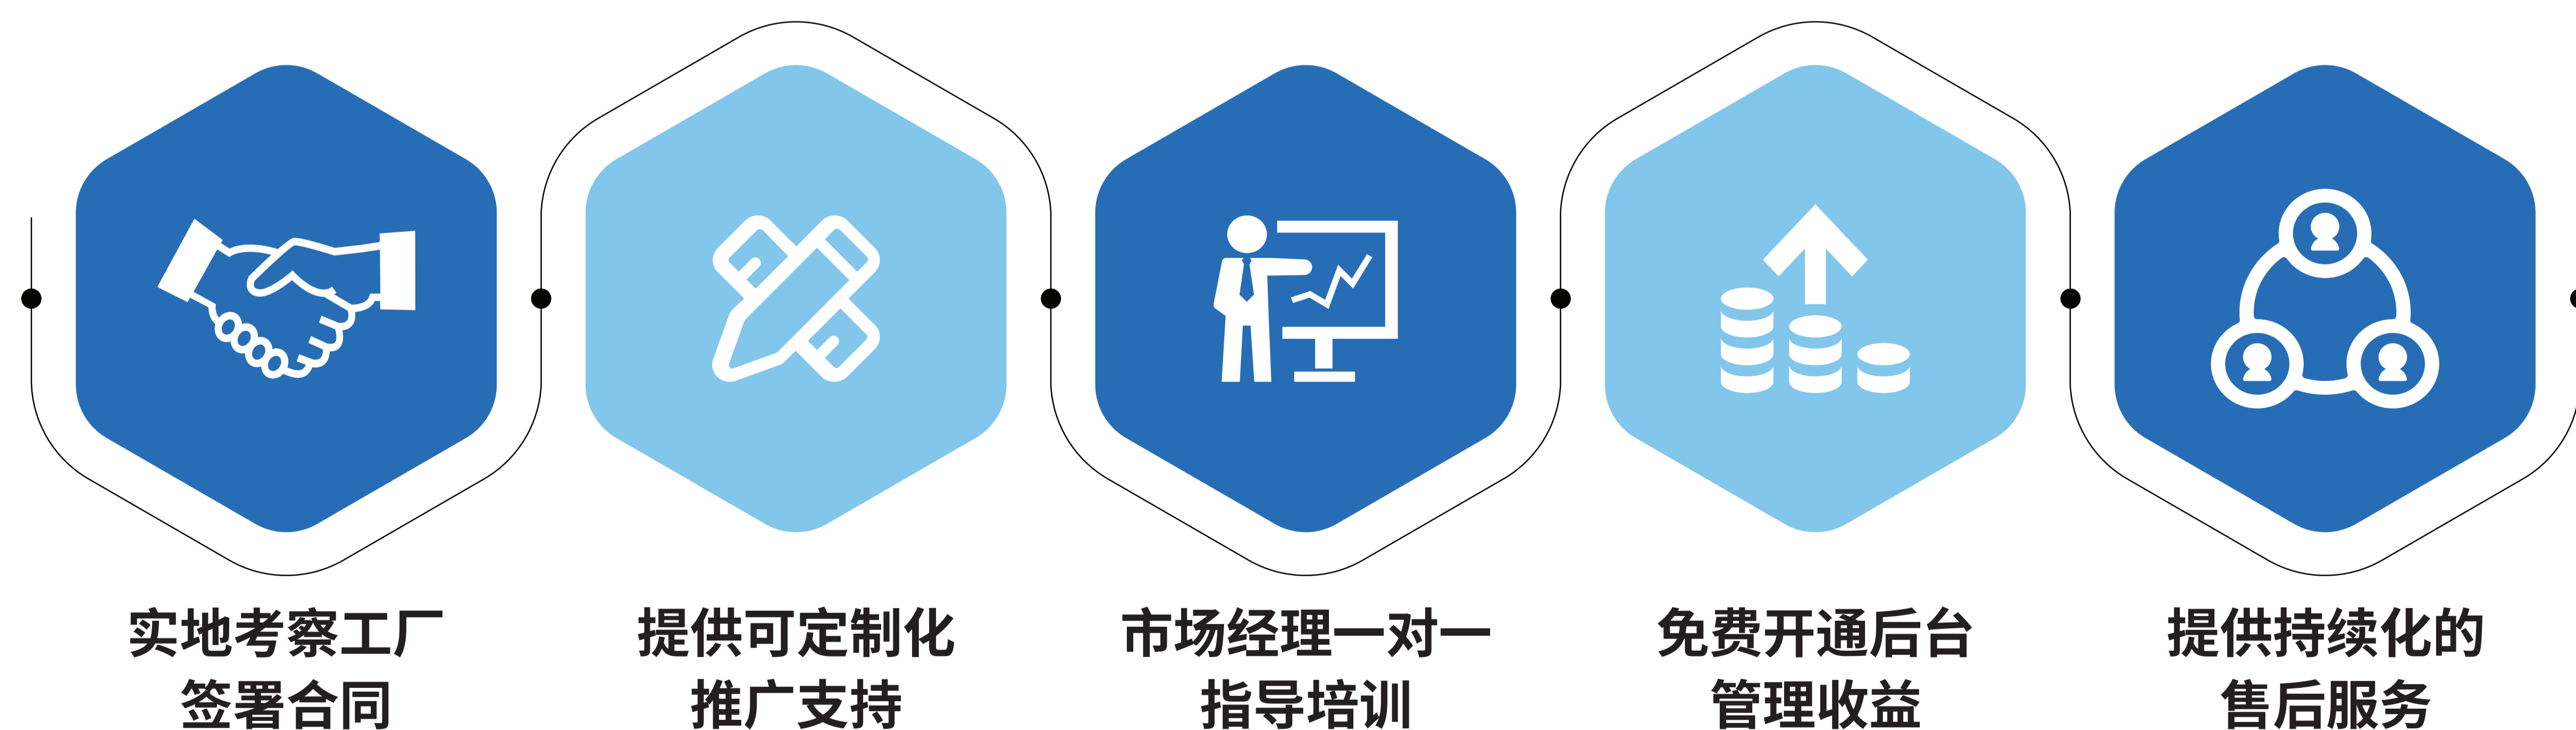 实地考察工厂
签署合同
提供可定制化
推广支持
市场经理一对一
指导培训
免费开通后台
管理收益
提供持续化的
售后服务